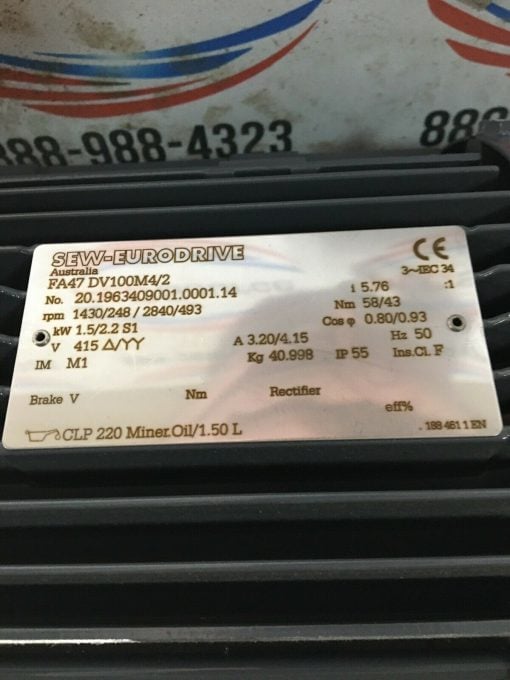 888-988-4323
88
SEW-EURODRIVE
Australia
FA47 DV100M4/2
3~IEC 34
No. 20.1963409001.0001.14
i 5.76 :1
rpm 1430/248 / 2840/493
Nm 58/43
kW 1.5/2.2 S1
Cos φ 0.80/0.93
V 415 △/YY
A 3.20/4.15
Hz 50
IM M1
Kg 40.998
IP 55
Ins.Cl. F
Brake V
Nm
Rectifier
eff%
CLP 220 Miner.Oil/1.50 L
188 461 1 EN